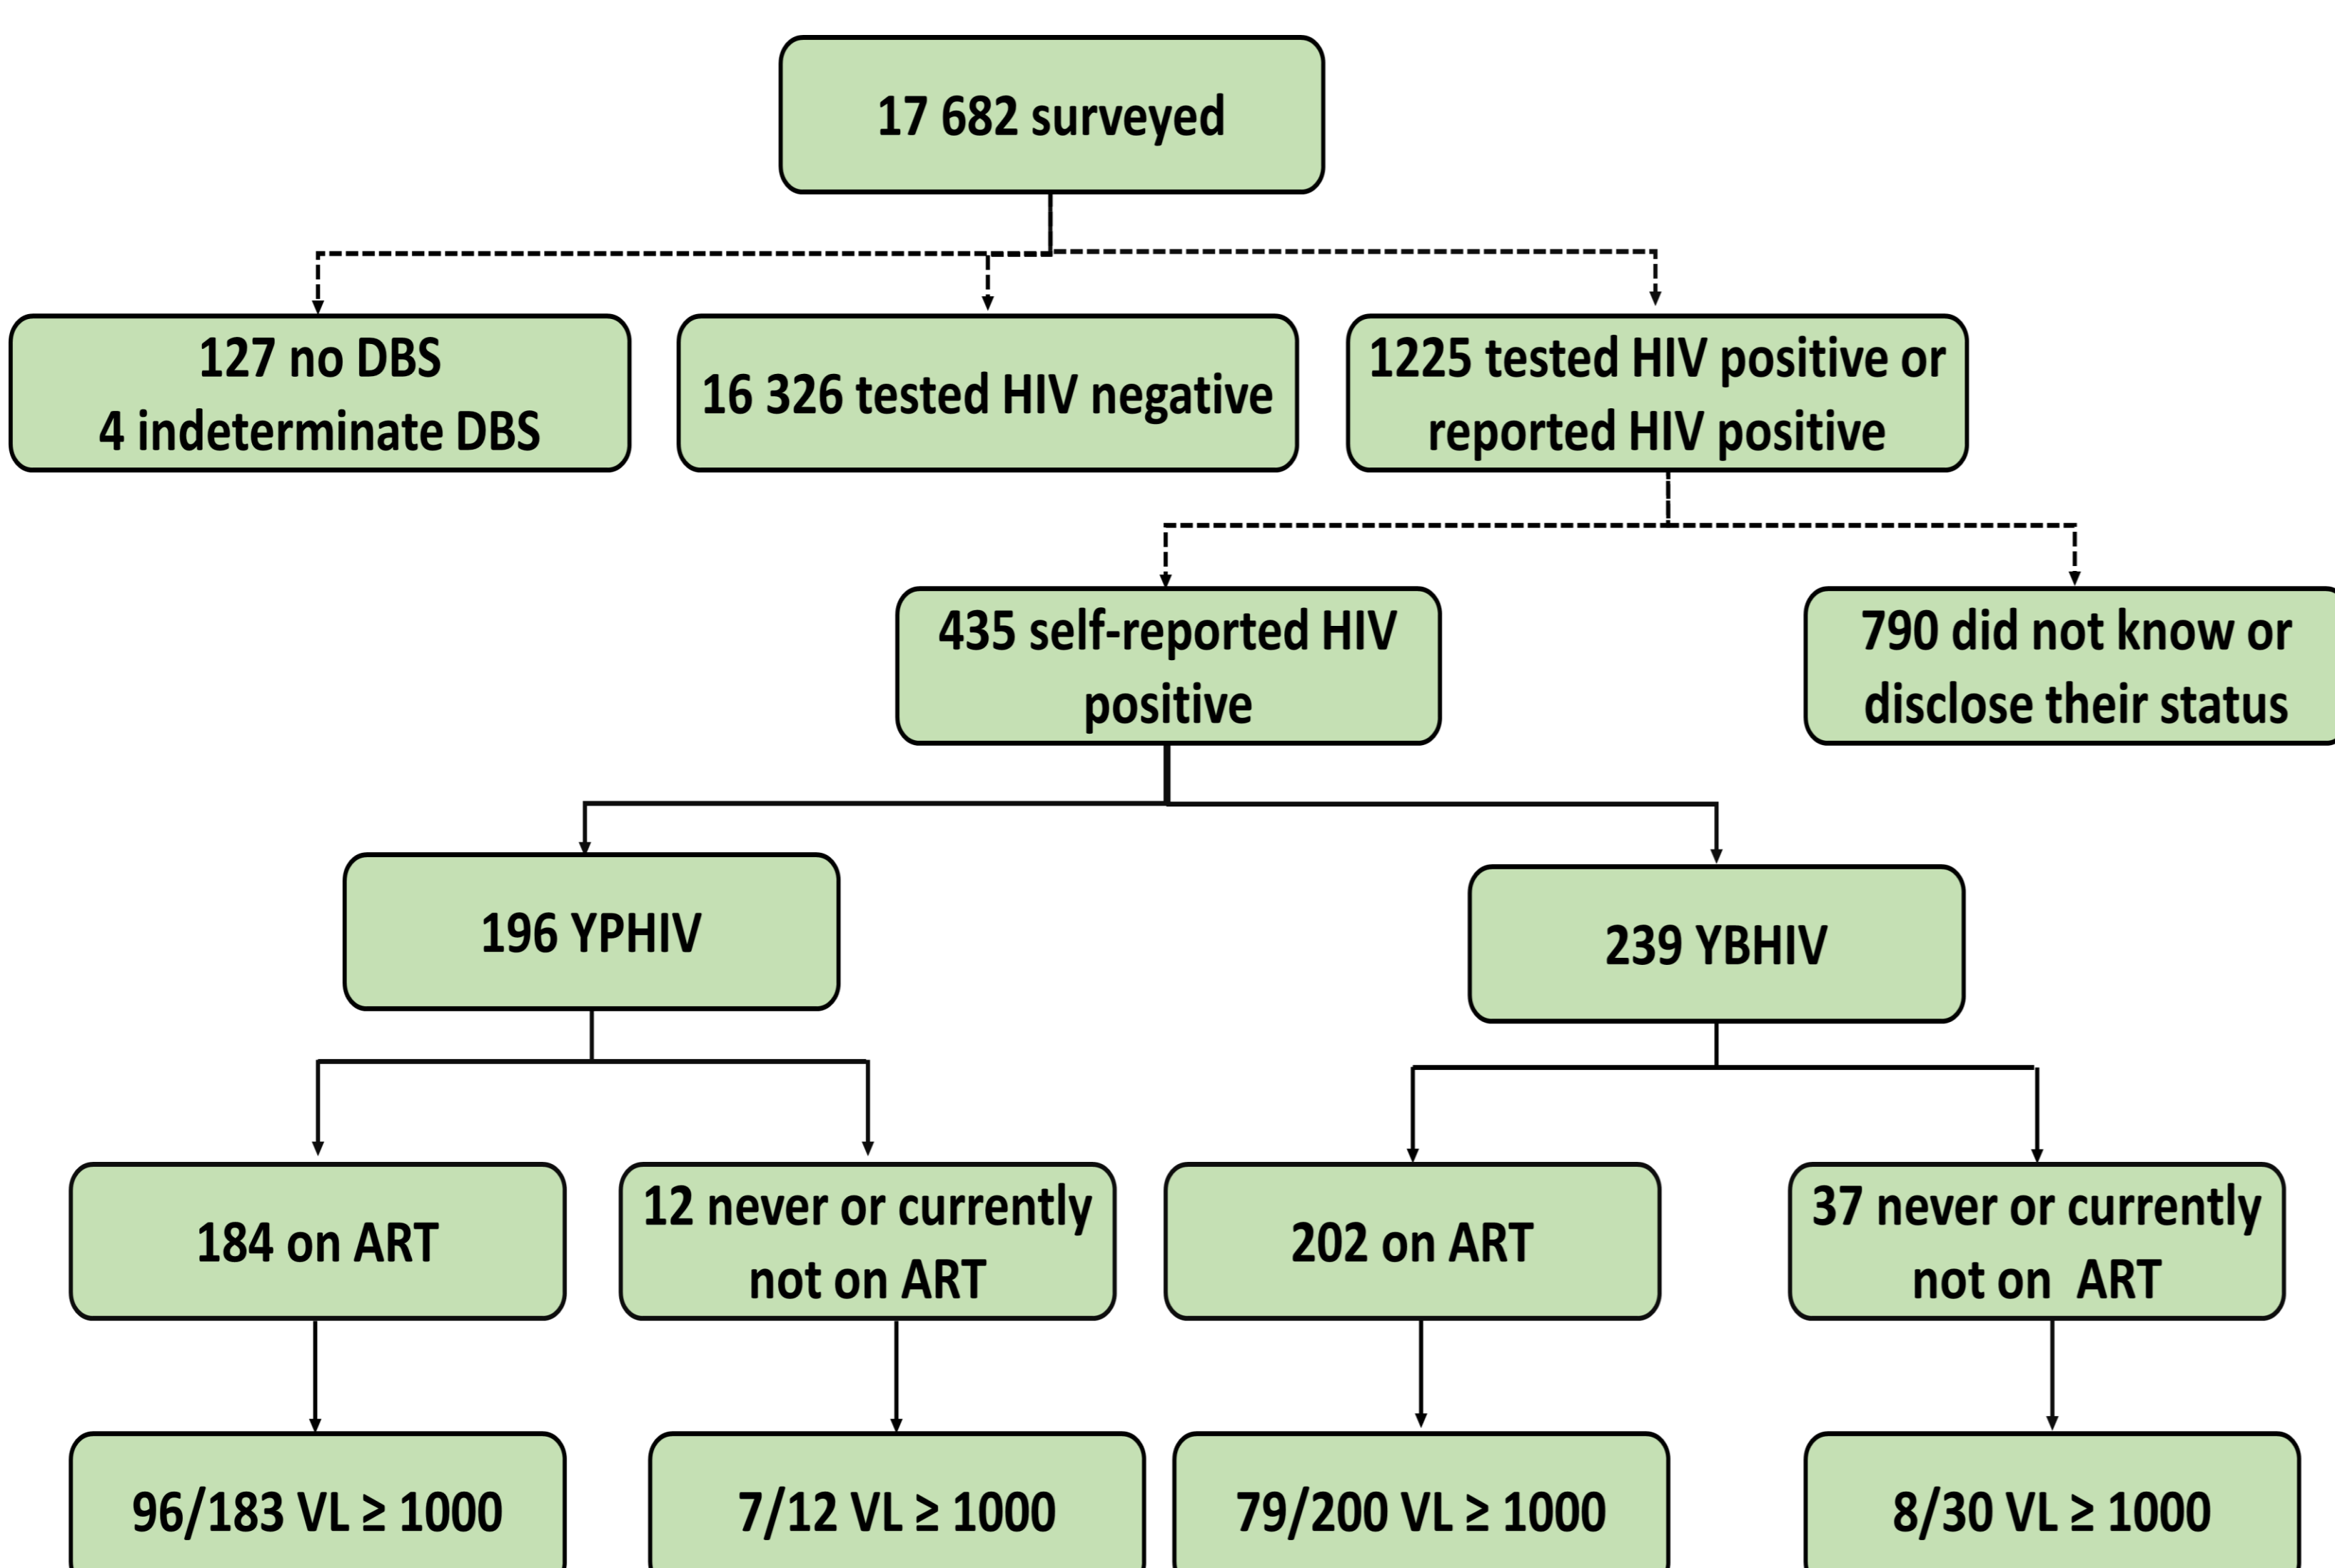 17 682 surveyed
127 no DBS
4 indeterminate DBS
16 326 tested HIV negative
1225 tested HIV positive or
reported HIV positive
435 self-reported HIV
positive
790 did not know or
disclose their status
196 YPHIV
239 YBHIV
184 on ART
12 never or currently
not on ART
202 on ART
37 never or currently
not on ART
96/183 VL ≥ 1000
7/12 VL ≥ 1000
79/200 VL ≥ 1000
8/30 VL ≥ 1000